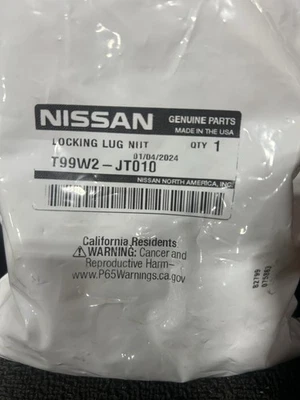 NISSAN
GENUINE PARTS
MADE IN THE USA
LOCKING LUG NUT QTY 1
01/04/2024
T99W2-JT010
NISSAN NORTH AMERICA, INC
California Residents
⚠WARNING: Cancer and
Reproductive Harm-
www.P65Warnings.ca.gov